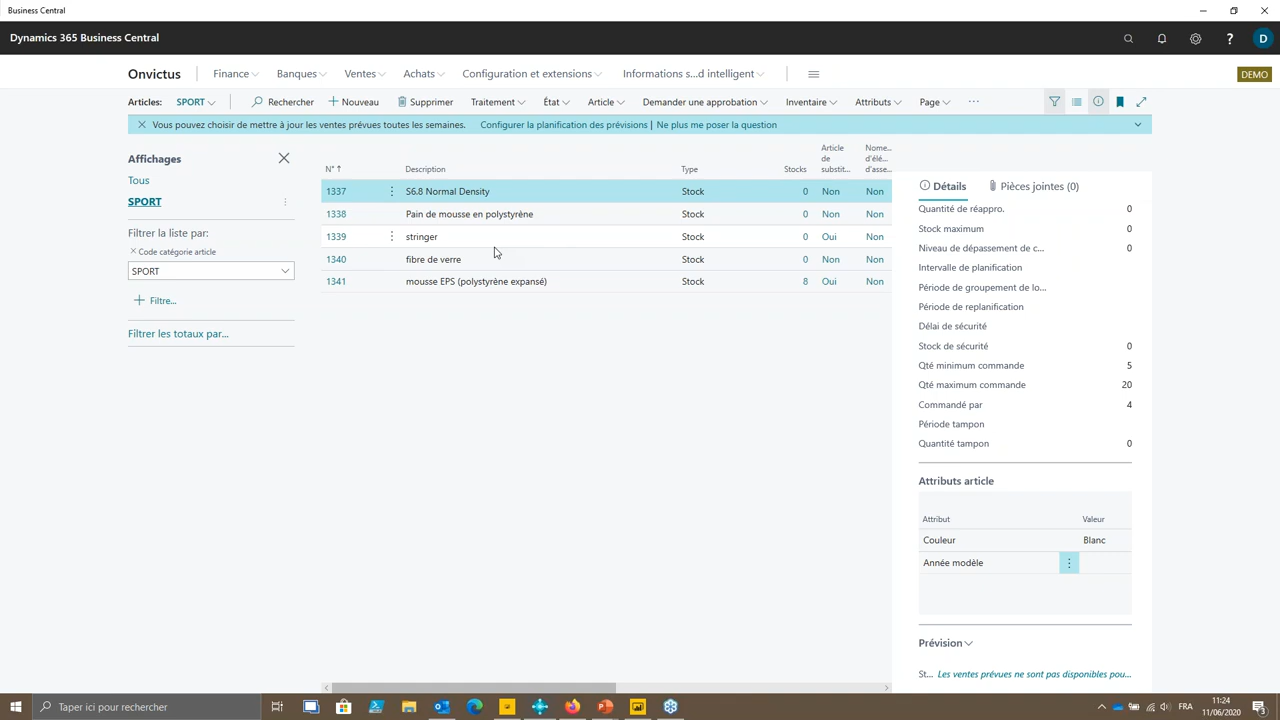 Business Central
Dynamics 365 Business Central
?
D
Onvictus
Finance
Banques
Ventes
Achats
Configuration et extensions
Informations s...d intelligent
DEMO
Articles:
SPORT
Rechercher
Nouveau
Supprimer
Traitement
État
Article
Demander une approbation
Inventaire
Attributs
Page
...
Vous pouvez choisir de mettre à jour les ventes prévues toutes les semaines.
Configurer la planification des prévisions | Ne plus me poser la question
Affichages
Tous
SPORT
Filtrer la liste par:
Code catégorie article
SPORT
Filtre...
Filtrer les totaux par...
N° ↑ Description Type Stocks Article de substit... Nome... d'élé... d'asse...
1337 S6.8 Normal Density Stock 0 Non Non
1338 Pain de mousse en polystyrène Stock 0 Non Non
1339 stringer Stock 0 Oui Non
1340 fibre de verre Stock 0 Non Non
1341 mousse EPS (polystyrène expansé) Stock 8 Oui Non
Détails
Pièces jointes (0)
Quantité de réappro. 0
Stock maximum 0
Niveau de dépassement de c... 0
Intervalle de planification
Période de groupement de lo...
Période de replanification
Délai de sécurité
Stock de sécurité 0
Qté minimum commande 5
Qté maximum commande 20
Commandé par 4
Période tampon
Quantité tampon 0
Attributs article
Attribut Valeur
Couleur Blanc
Année modèle
Prévision
St... Les ventes prévues ne sont pas disponibles pou...
Taper ici pour rechercher
FRA
11:24
11/06/2020
3